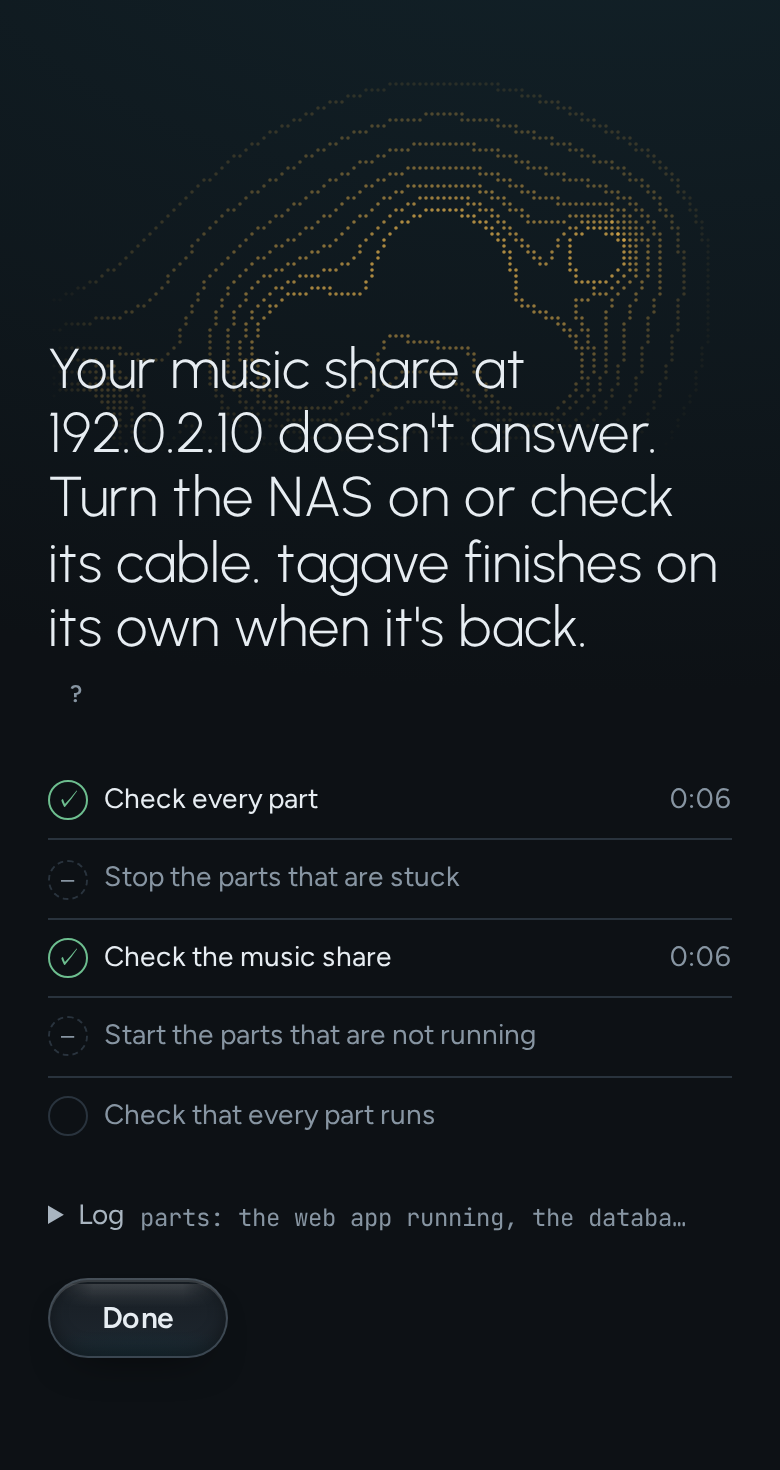 Your music share at
192.0.2.10 doesn't answer.
Turn the NAS on or check
its cable. tagave finishes on
its own when it's back.
?
✓ Check every part 0:06
– Stop the parts that are stuck
✓ Check the music share 0:06
– Start the parts that are not running
Check that every part runs
▶ Log parts: the web app running, the databa…
Done